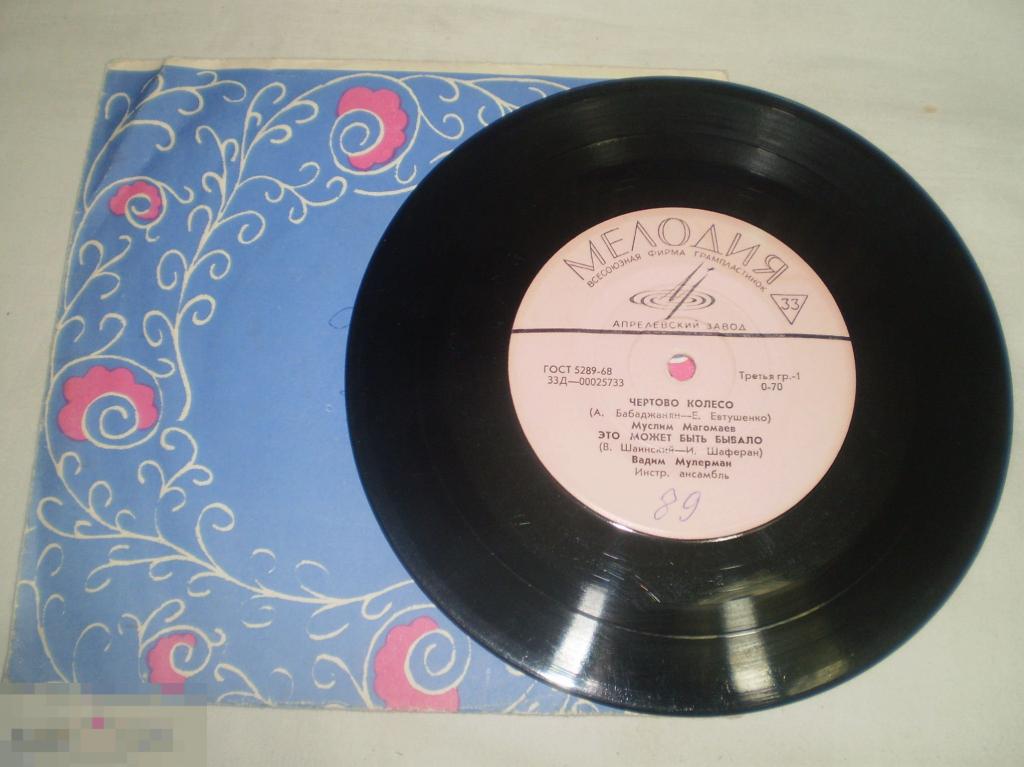 МЕЛОДИЯ
ВСЕСОЮЗНАЯ ФИРМА ГРАМПЛАСТИНОК
33
АПРЕЛЕВСКИЙ ЗАВОД
ГОСТ 5289-68
33Д—00025733
Третья гр.-1
0-70
ЧЕРТОВО КОЛЕСО
(А. Бабаджанян—Е. Евтушенко)
Муслим Магомаев
ЭТО МОЖЕТ БЫТЬ БЫВАЛО
(В. Шаинский—И. Шаферан)
Вадим Мулерман
Инстр. ансамбль
89